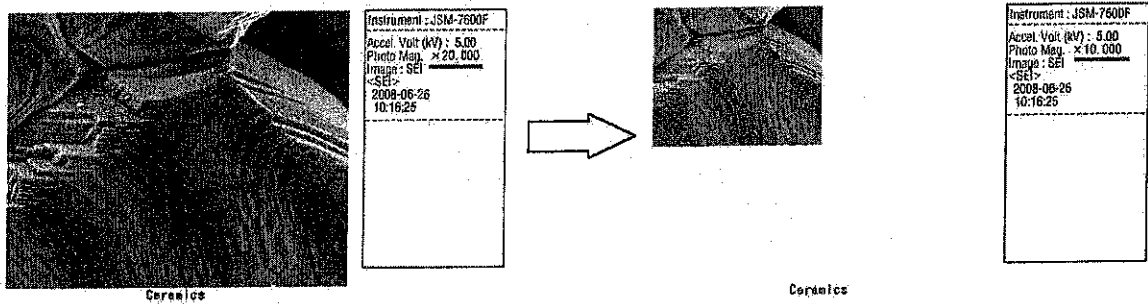 Instrument : JSM-7600F
Accel. Volt (kV) : 5.00
Photo Mag. ×20,000
Image : SEI
<SEI>
2008-06-26
10:16:25
Ceramics
Instrument : JSM-7600F
Accel. Volt (kV) : 5.00
Photo Mag. ×10,000
Image : SEI
<SEI>
2008-06-26
10:16:25
Ceramics